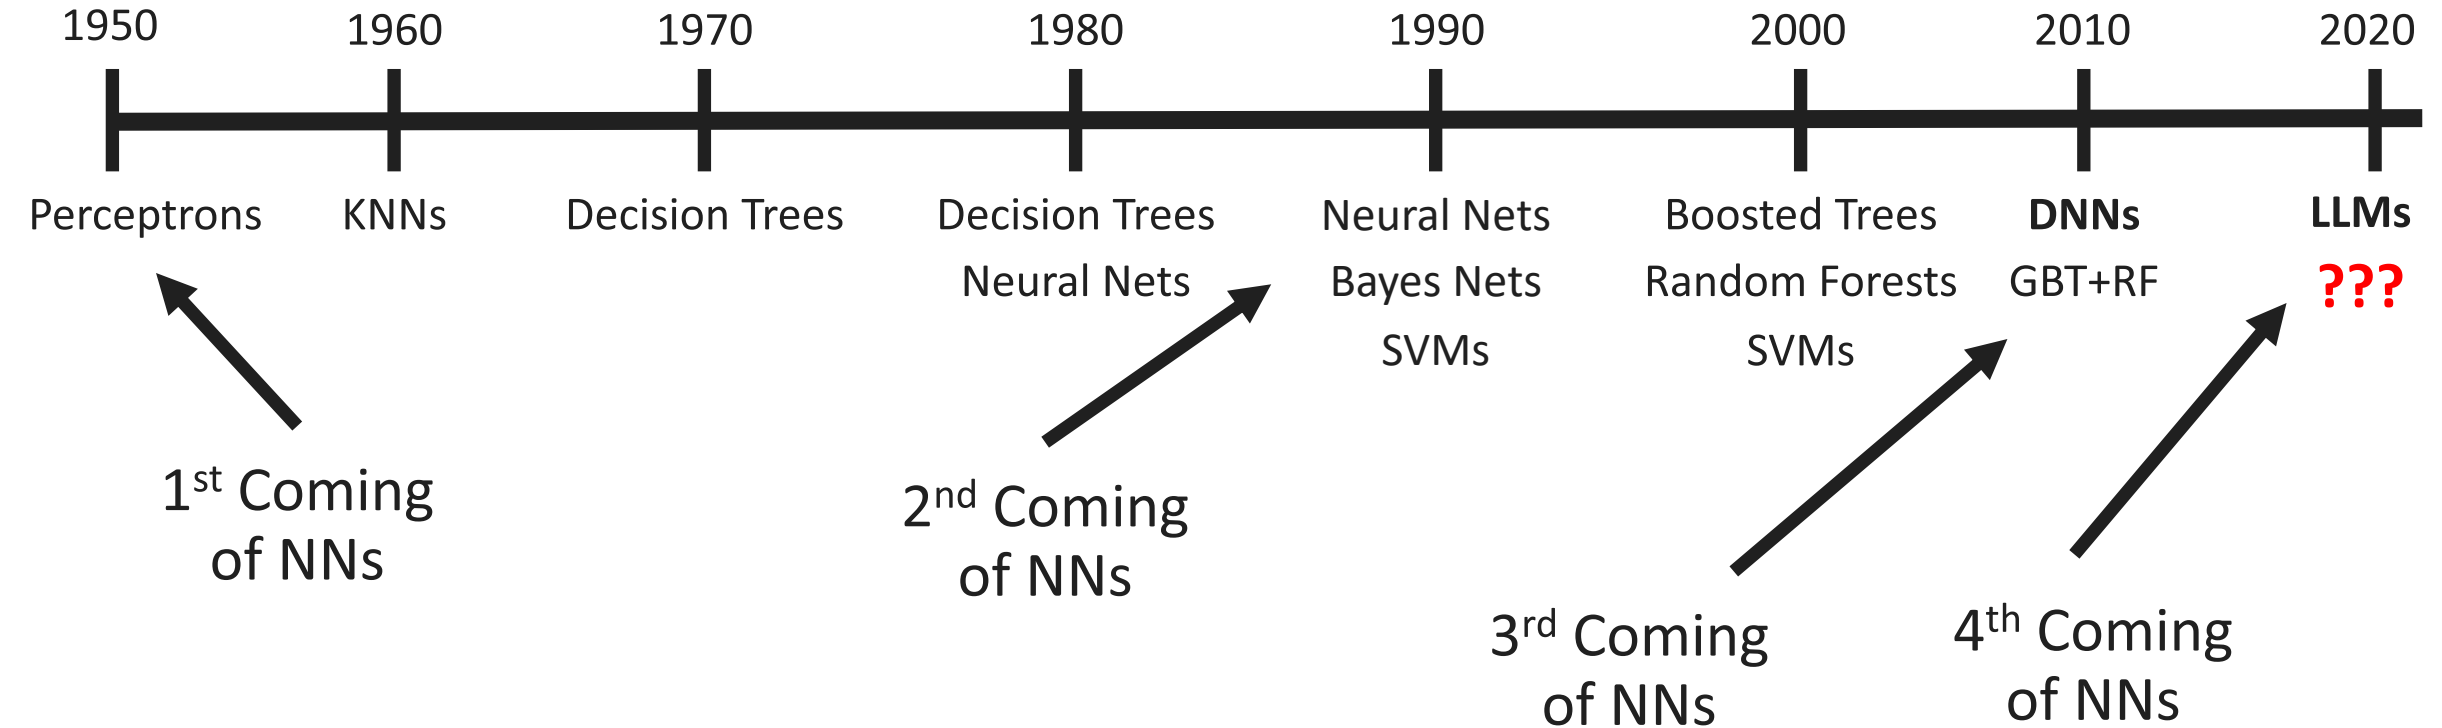 1950 1960 1970 1980 1990 2000 2010 2020
Perceptrons KNNs Decision Trees Decision Trees Neural Nets Boosted Trees DNNs LLMs
Neural Nets Bayes Nets Random Forests GBT+RF ???
SVMs SVMs
1st Coming
of NNs
2nd Coming
of NNs
3rd Coming
of NNs
4th Coming
of NNs